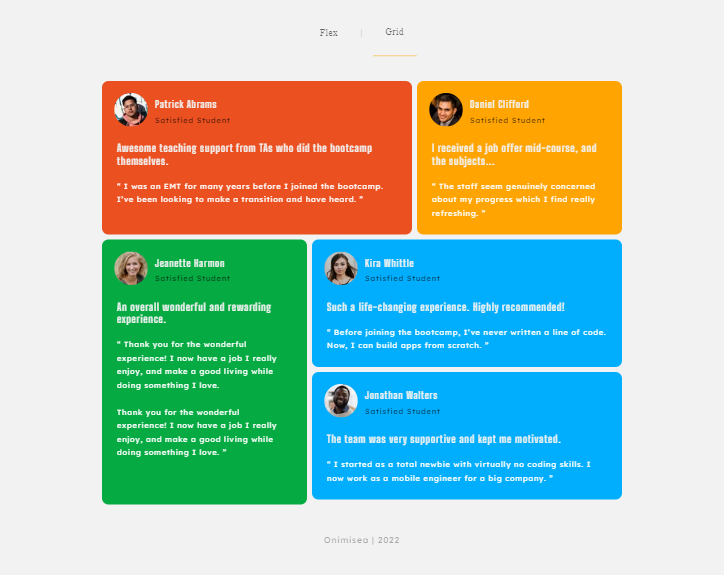 Flex | Grid
Patrick Abrams
Satisfied Student
Awesome teaching support from TAs who did the bootcamp
themselves.
" I was an EMT for many years before I joined the bootcamp.
I've been looking to make a transition and have heard. "
Daniel Clifford
Satisfied Student
I received a job offer mid-course, and
the subjects...
" The staff seem genuinely concerned
about my progress which I find really
refreshing. "
Jeanette Harmon
Satisfied Student
An overall wonderful and rewarding
experience.
" Thank you for the wonderful
experience! I now have a job I really
enjoy, and make a good living while
doing something I love.
Thank you for the wonderful
experience! I now have a job I really
enjoy, and make a good living while
doing something I love. "
Kira Whittle
Satisfied Student
Such a life-changing experience. Highly recommended!
" Before joining the bootcamp, I've never written a line of code.
Now, I can build apps from scratch. "
Jonathan Walters
Satisfied Student
The team was very supportive and kept me motivated.
" I started as a total newbie with virtually no coding skills. I
now work as a mobile engineer for a big company. "
Onimisea | 2022